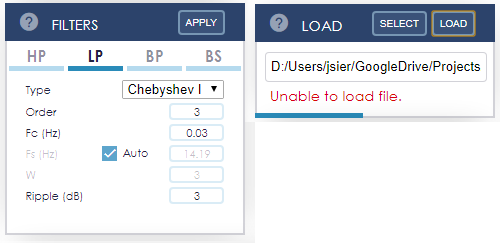 ? FILTERS APPLY
HP LP BP BS
Type Chebyshev I
Order 3
Fc (Hz) 0.03
Fs (Hz) Auto 14.19
W 3
Ripple (dB) 3
? LOAD SELECT LOAD
D:/Users/jsier/GoogleDrive/Projects
Unable to load file.